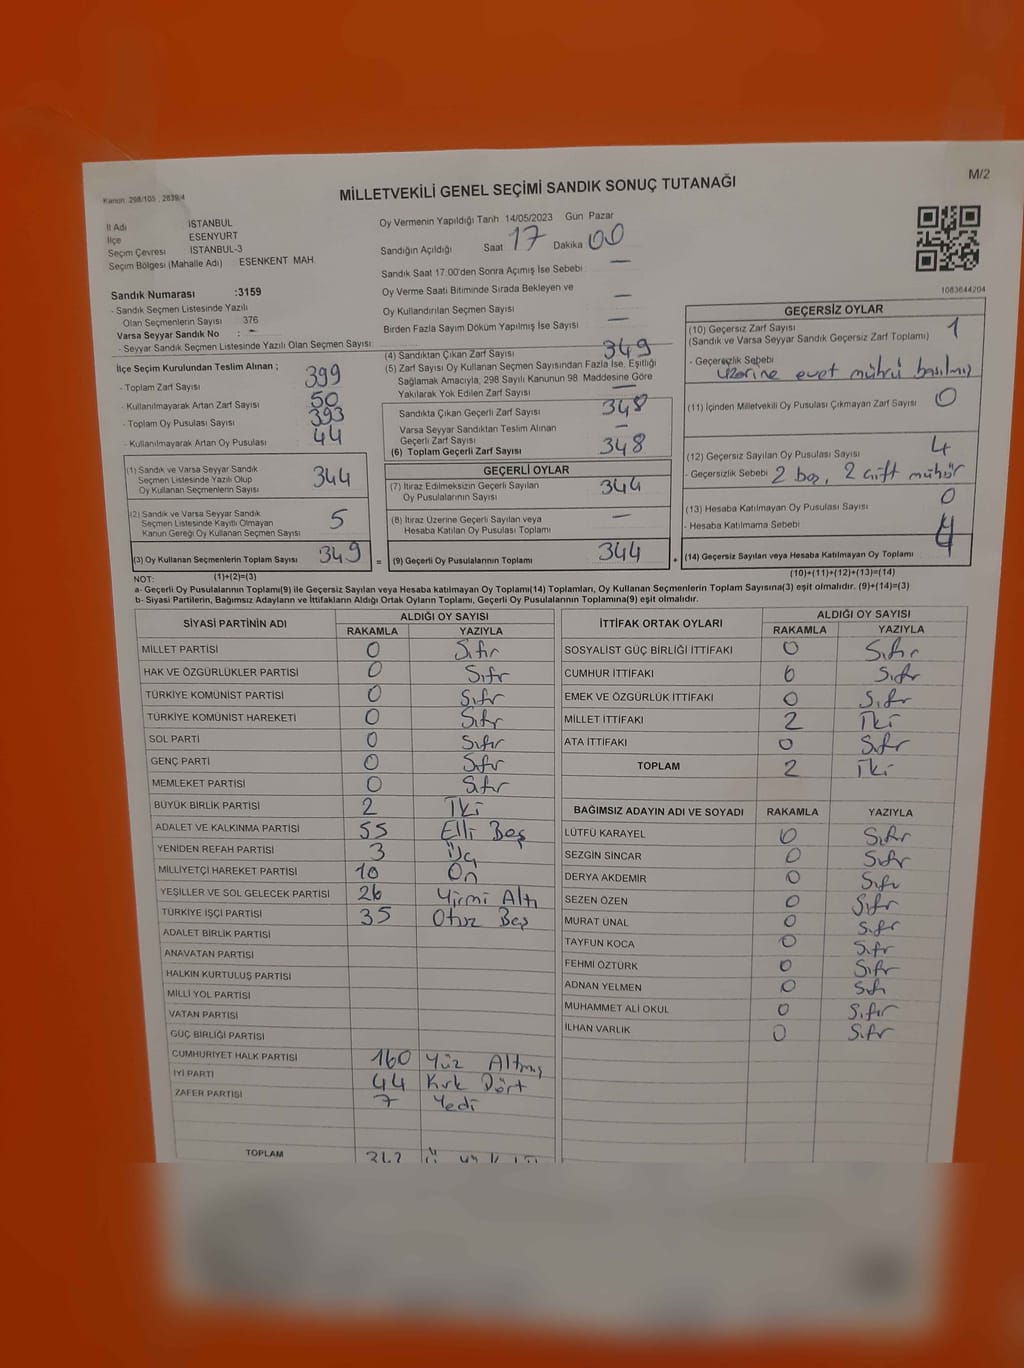 Kanun: 298/105 , 2839/4
MİLLETVEKİLİ GENEL SEÇİMİ SANDIK SONUÇ TUTANAĞI
M/2
İl Adı İSTANBUL
İlçe ESENYURT
Seçim Çevresi İSTANBUL-3
Seçim Bölgesi (Mahalle Adı) ESENKENT MAH.
Oy Vermenin Yapıldığı Tarih 14/05/2023 Gün Pazar
Sandığın Açıldığı Saat 17 Dakika 00
Sandık Saat 17.00'den Sonra Açımış İse Sebebi —
Oy Verme Saati Bitiminde Sırada Bekleyen ve
Oy Kullandırılan Seçmen Sayısı —
Birden Fazla Sayım Döküm Yapılmış İse Sayısı —
1083644204
Sandık Numarası :3159
- Sandık Seçmen Listesinde Yazılı
Olan Seçmenlerin Sayısı 376
Varsa Seyyar Sandık No : -
- Seyyar Sandık Seçmen Listesinde Yazılı Olan Seçmen Sayısı:
İlçe Seçim Kurulundan Teslim Alınan ;
- Toplam Zarf Sayısı 399
- Kullanılmayarak Artan Zarf Sayısı 50
- Toplam Oy Pusulası Sayısı 393
- Kullanılmayarak Artan Oy Pusulası 44
(1) Sandık ve Varsa Seyyar Sandık
Seçmen Listesinde Yazılı Olup
Oy Kullanan Seçmenlerin Sayısı 344
(2) Sandık ve Varsa Seyyar Sandık
Seçmen Listesinde Kayıtlı Olmayan
Kanun Gereği Oy Kullanan Seçmen Sayısı 5
(3) Oy Kullanan Seçmenlerin Toplam Sayısı 349
(4) Sandıktan Çıkan Zarf Sayısı 349
(5) Zarf Sayısı Oy Kullanan Seçmen Sayısından Fazla İse, Eşitliği
Sağlamak Amacıyla, 298 Sayılı Kanunun 98 Maddesine Göre
Yakılarak Yok Edilen Zarf Sayısı —
Sandıkta Çıkan Geçerli Zarf Sayısı 348
Varsa Seyyar Sandıktan Teslim Alınan
Geçerli Zarf Sayısı —
(6) Toplam Geçerli Zarf Sayısı 348
GEÇERLİ OYLAR
(7) İtiraz Edilmeksizin Geçerli Sayılan
Oy Pusulalarının Sayısı 344
(8) İtiraz Üzerine Geçerli Sayılan veya
Hesaba Katılan Oy Pusulası Toplamı —
= (9) Geçerli Oy Pusulalarının Toplamı 344
GEÇERSİZ OYLAR
(10) Geçersiz Zarf Sayısı 1
(Sandık ve Varsa Seyyar Sandık Geçersiz Zarf Toplamı)
- Geçersizlik Sebebi
üzerine evet mührü basılmış
(11) İçinden Milletvekili Oy Pusulası Çıkmayan Zarf Sayısı 0
(12) Geçersiz Sayılan Oy Pusulası Sayısı 4
- Geçersizlik Sebebi 2 boş, 2 çift mühür
(13) Hesaba Katılmayan Oy Pusulası Sayısı 0
- Hesaba Katılmama Sebebi
+ (14) Geçersiz Sayılan veya Hesaba Katılmayan Oy Toplamı
(10)+(11)+(12)+(13)=(14)
NOT: (1)+(2)=(3)
a- Geçerli Oy Pusulalarının Toplamı(9) ile Geçersiz Sayılan veya Hesaba katılmayan Oy Toplamı(14) Toplamları, Oy Kullanan Seçmenlerin Toplam Sayısına(3) eşit olmalıdır. (9)+(14)=(3)
b- Siyasi Partilerin, Bağımsız Adayların ve İttifakların Aldığı Ortak Oyların Toplamı, Geçerli Oy Pusulalarının Toplamına(9) eşit olmalıdır.
SİYASİ PARTİNİN ADI ALDIĞI OY SAYISI
RAKAMLA YAZIYLA
MİLLET PARTİSİ 0 Sıfır
HAK VE ÖZGÜRLÜKLER PARTİSİ 0 Sıfır
TÜRKİYE KOMÜNİST PARTİSİ 0 Sıfır
TÜRKİYE KOMÜNİST HAREKETİ 0 Sıfır
SOL PARTİ 0 Sıfır
GENÇ PARTİ 0 Sıfır
MEMLEKET PARTİSİ 0 Sıfır
BÜYÜK BİRLİK PARTİSİ 2 İki
ADALET VE KALKINMA PARTİSİ 55 Elli Beş
YENİDEN REFAH PARTİSİ 3 Üç
MİLLİYETÇİ HAREKET PARTİSİ 10 On
YEŞİLLER VE SOL GELECEK PARTİSİ 26 Yirmi Altı
TÜRKİYE İŞÇİ PARTİSİ 35 Otuz Beş
ADALET BİRLİK PARTİSİ
ANAVATAN PARTİSİ
HALKIN KURTULUŞ PARTİSİ
MİLLİ YOL PARTİSİ
VATAN PARTİSİ
GÜÇ BİRLİĞİ PARTİSİ
CUMHURİYET HALK PARTİSİ 160 Yüz Altmış
İYİ PARTİ 44 Kırk Dört
ZAFER PARTİSİ 7 Yedi
TOPLAM
İTTİFAK ORTAK OYLARI ALDIĞI OY SAYISI
RAKAMLA YAZIYLA
SOSYALİST GÜÇ BİRLİĞİ İTTİFAKI 0 Sıfır
CUMHUR İTTİFAKI 0 Sıfır
EMEK VE ÖZGÜRLÜK İTTİFAKI 0 Sıfır
MİLLET İTTİFAKI 2 İki
ATA İTTİFAKI 0 Sıfır
TOPLAM 2 İki
BAĞIMSIZ ADAYIN ADI VE SOYADI RAKAMLA YAZIYLA
LÜTFÜ KARAYEL 0 Sıfır
SEZGİN SİNCAR 0 Sıfır
DERYA AKDEMİR 0 Sıfır
SEZEN ÖZEN 0 Sıfır
MURAT ÜNAL 0 Sıfır
TAYFUN KOCA 0 Sıfır
FEHMİ ÖZTÜRK 0 Sıfır
ADNAN YELMEN 0 Sıfır
MUHAMMET ALİ OKUL 0 Sıfır
İLHAN VARLIK 0 Sıfır